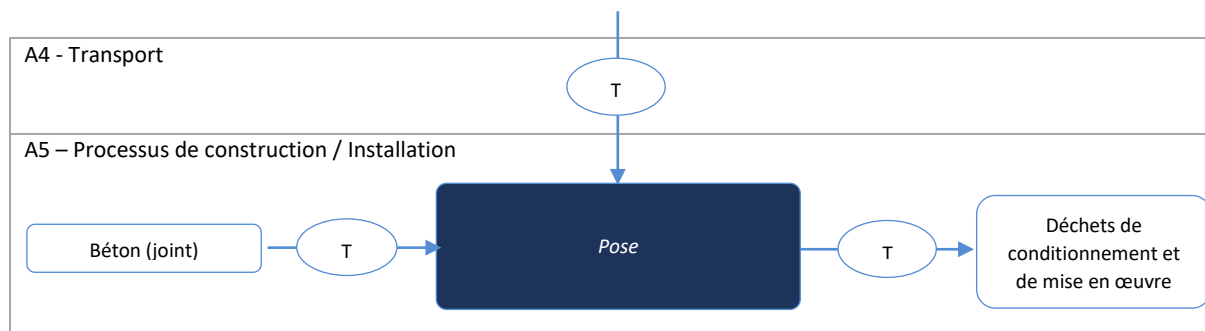 A4 - Transport
T
A5 – Processus de construction / Installation
Béton (joint)
T
Pose
T
Déchets de
conditionnement et
de mise en œuvre